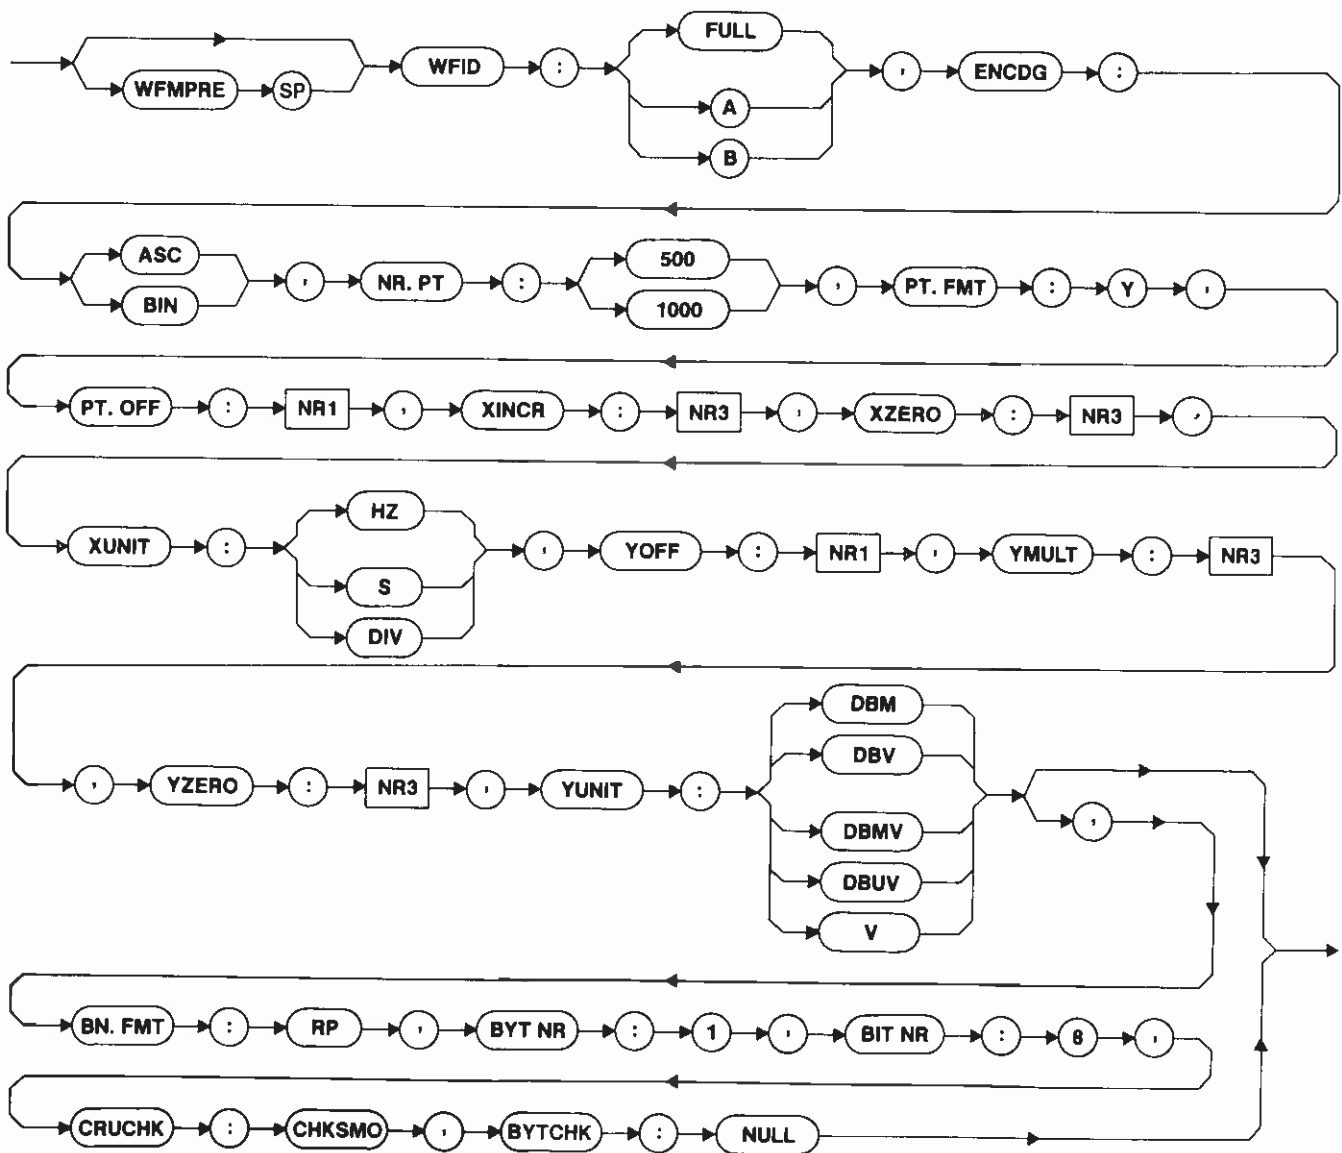 WFMPRE SP WFID : FULL A B , ENCDG :
ASC BIN , NR. PT : 500 1000 , PT. FMT : Y ,
PT. OFF : NR1 , XINCR : NR3 , XZERO : NR3 ,
XUNIT : HZ S DIV , YOFF : NR1 , YMULT : NR3
, YZERO : NR3 , YUNIT : DBM DBV DBMV DBUV V ,
BN. FMT : RP , BYT NR : 1 , BIT NR : 8 ,
CRUCHK : CHKSMO , BYTCHK : NULL